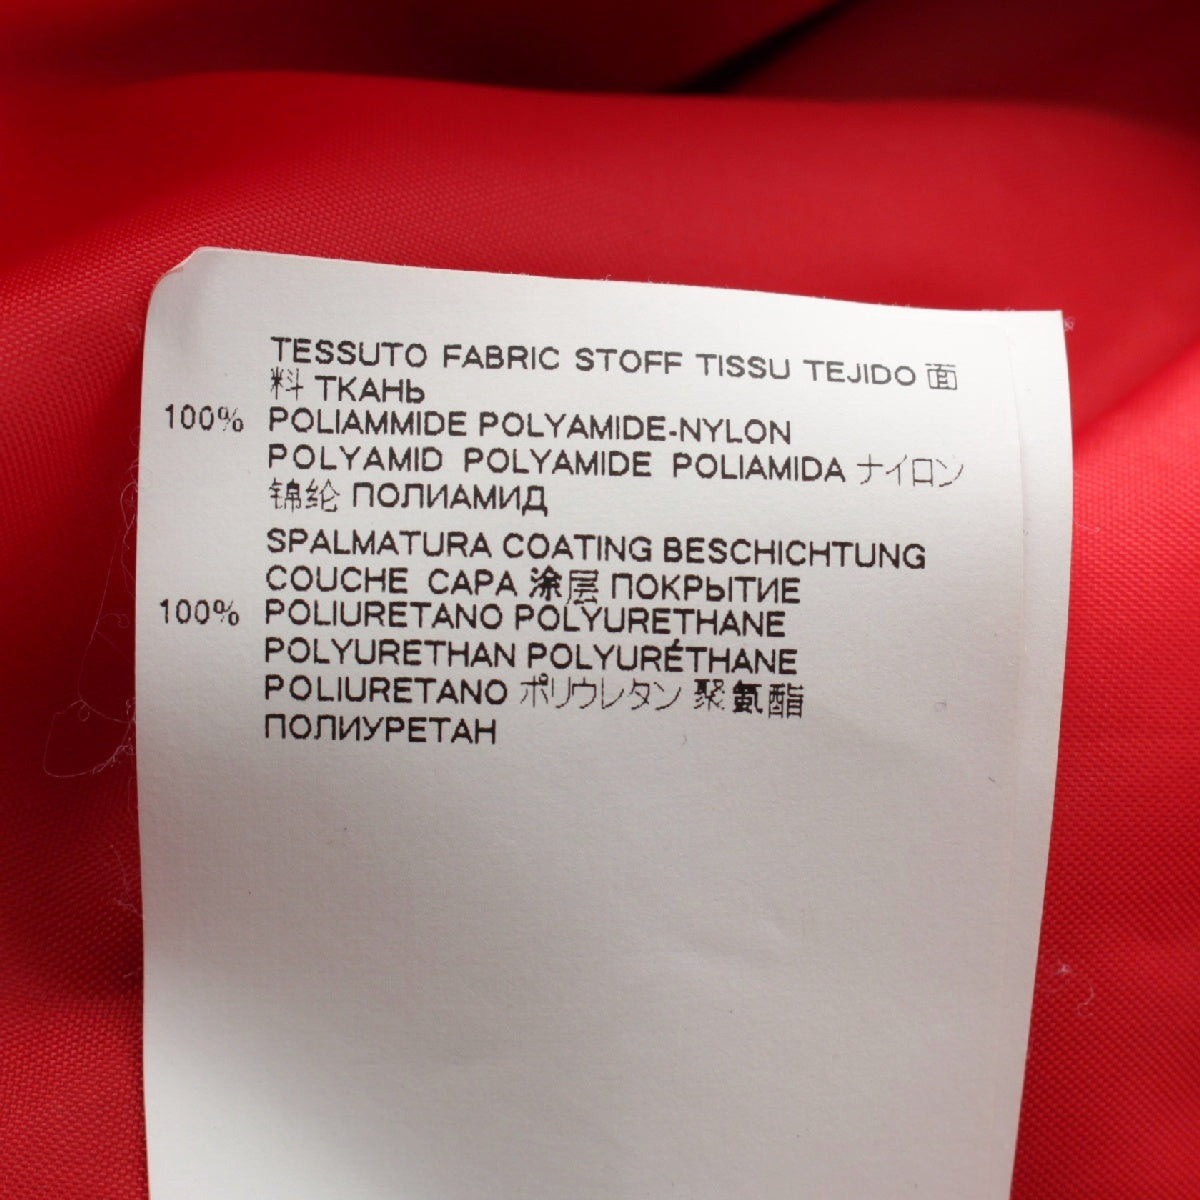 TESSUTO FABRIC STOFF TISSU TEJIDO 面
料 ТКАНЬ
100% POLIAMMIDE POLYAMIDE-NYLON
POLYAMID POLYAMIDE POLIAMIDA ナイロン
锦纶 ПОЛИАМИД
SPALMATURA COATING BESCHICHTUNG
COUCHE CAPA 涂层 ПОКРЫТИЕ
100% POLIURETANO POLYURETHANE
POLYURETHAN POLYURÉTHANE
POLIURETANO ポリウレタン 聚氨酯
ПОЛИУРЕТАН